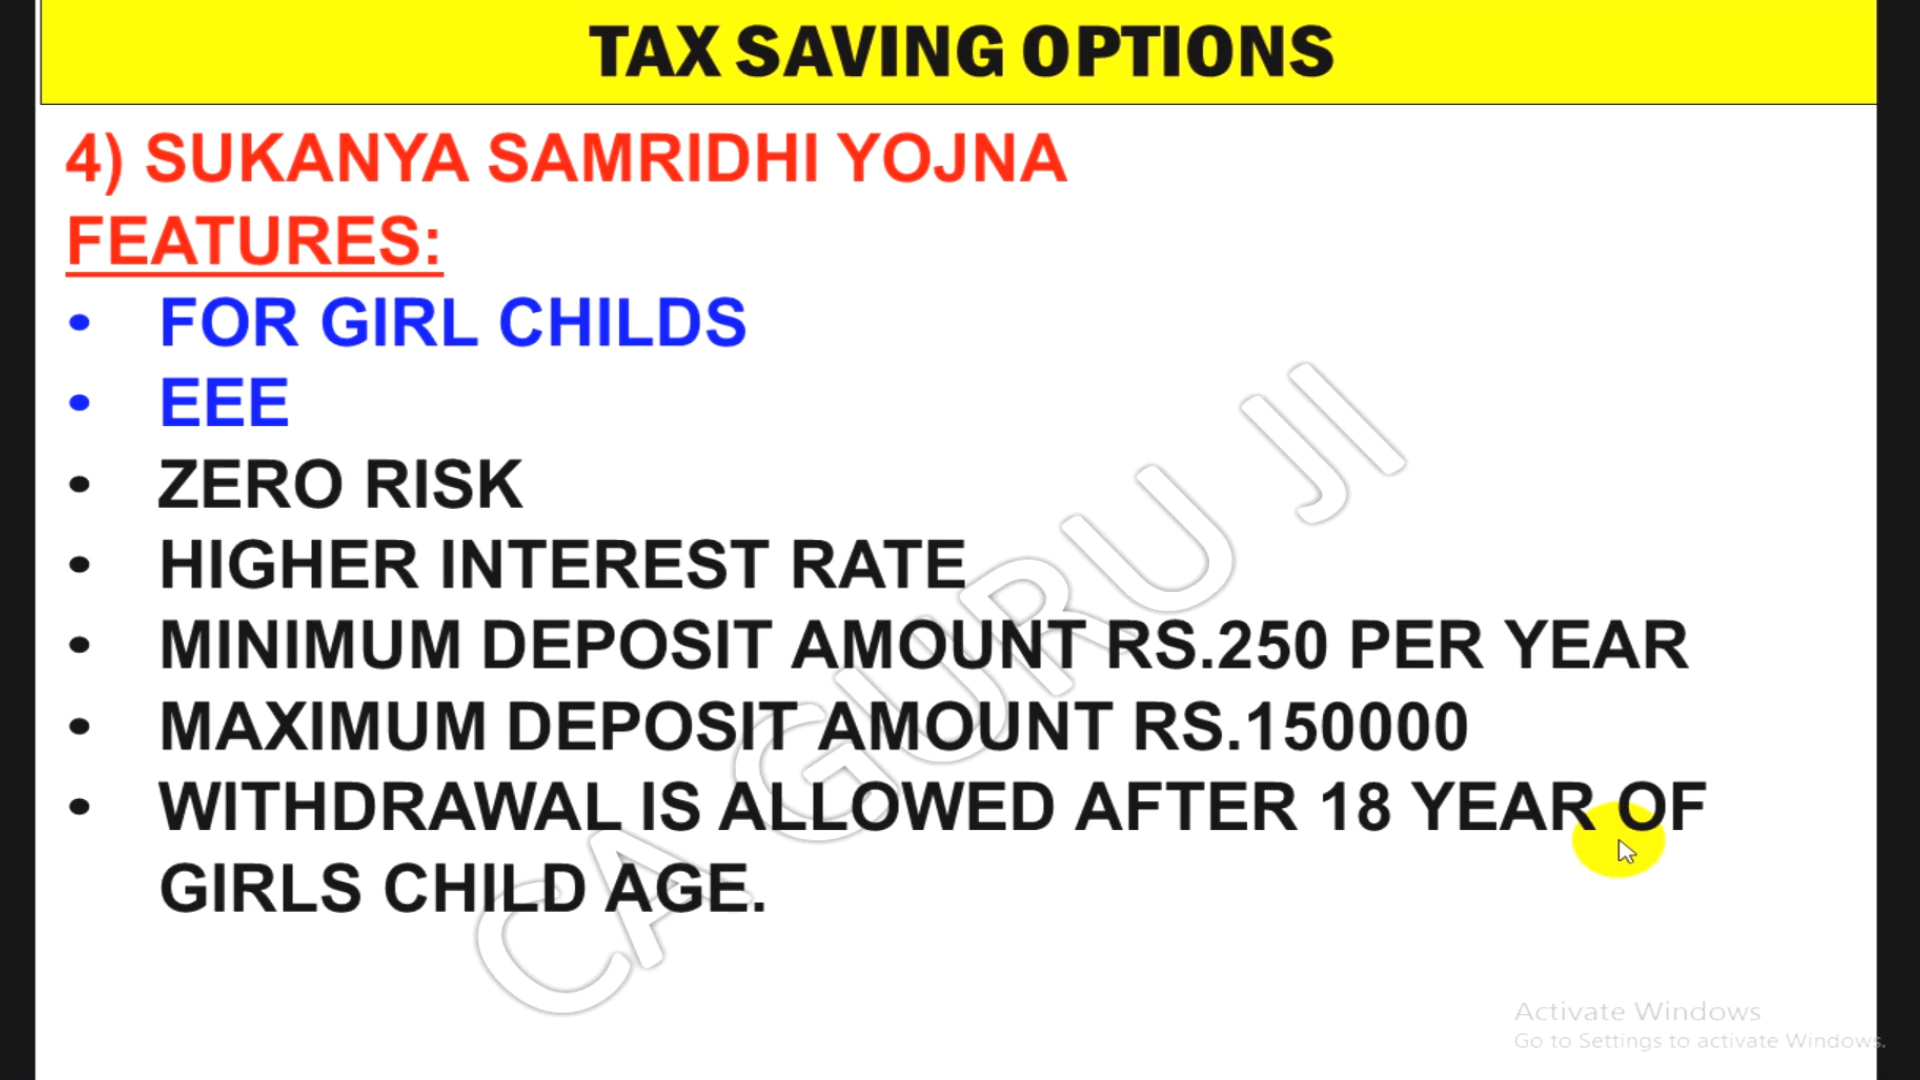 TAX SAVING OPTIONS
4) SUKANYA SAMRIDHI YOJNA
FEATURES:
• FOR GIRL CHILDS
• EEE
• ZERO RISK
• HIGHER INTEREST RATE
• MINIMUM DEPOSIT AMOUNT RS.250 PER YEAR
• MAXIMUM DEPOSIT AMOUNT RS.150000
• WITHDRAWAL IS ALLOWED AFTER 18 YEAR OF
GIRLS CHILD AGE.
CA GURU JI
Activate Windows
Go to Settings to activate Windows.